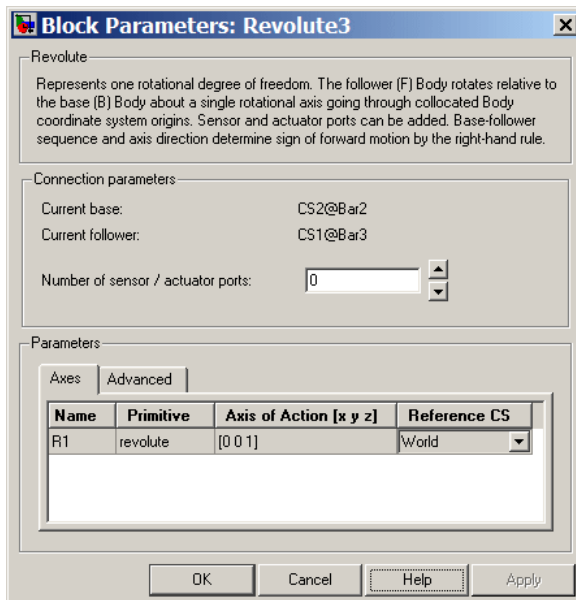 Block Parameters: Revolute3
Revolute
Represents one rotational degree of freedom. The follower (F) Body rotates relative to
the base (B) Body about a single rotational axis going through collocated Body
coordinate system origins. Sensor and actuator ports can be added. Base-follower
sequence and axis direction determine sign of forward motion by the right-hand rule.
Connection parameters
Current base: CS2@Bar2
Current follower: CS1@Bar3
Number of sensor / actuator ports: 0
Parameters
Axes Advanced
Name Primitive Axis of Action [x y z] Reference CS
R1 revolute [0 0 1] World
OK Cancel Help Apply